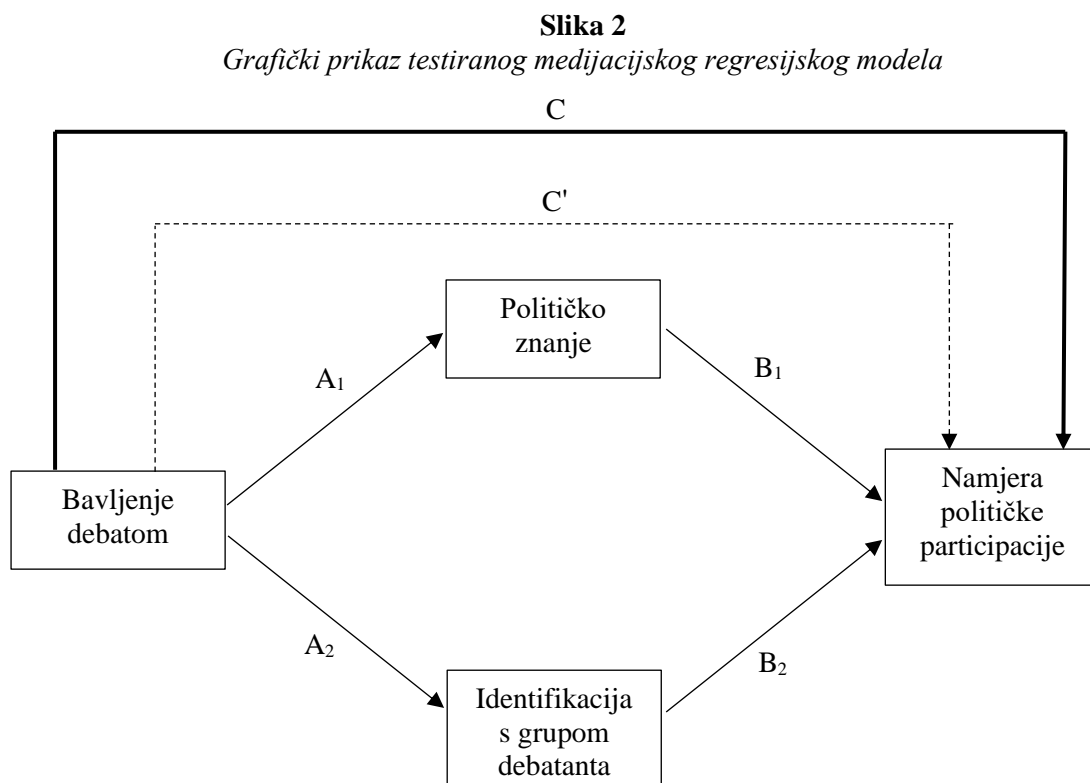 Slika 2
Grafički prikaz testiranog medijacijskog regresijskog modela
C
C'
Političko
znanje
A1
B1
Bavljenje
debatom
Namjera
političke
participacije
A2
B2
Identifikacija
s grupom
debatanta